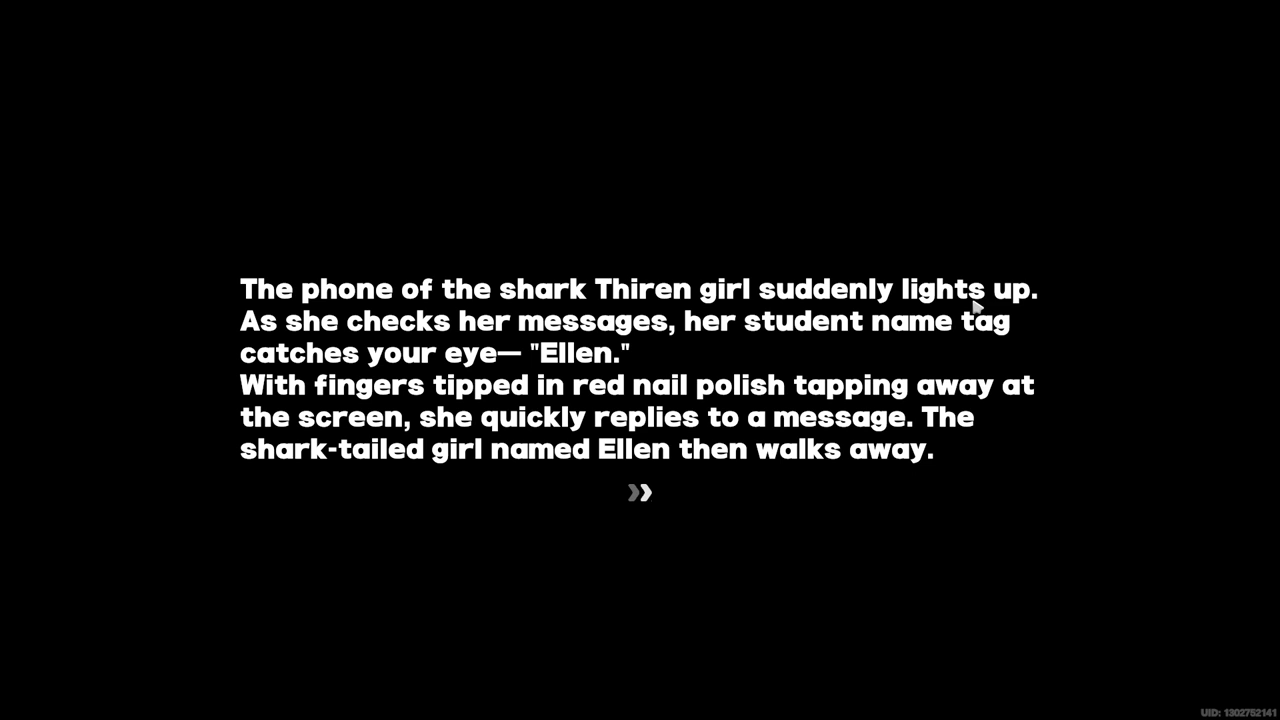 The phone of the shark Thiren girl suddenly lights up.
As she checks her messages, her student name tag
catches your eye— "Ellen."
With fingers tipped in red nail polish tapping away at
the screen, she quickly replies to a message. The
shark-tailed girl named Ellen then walks away.
UID: 1302752141